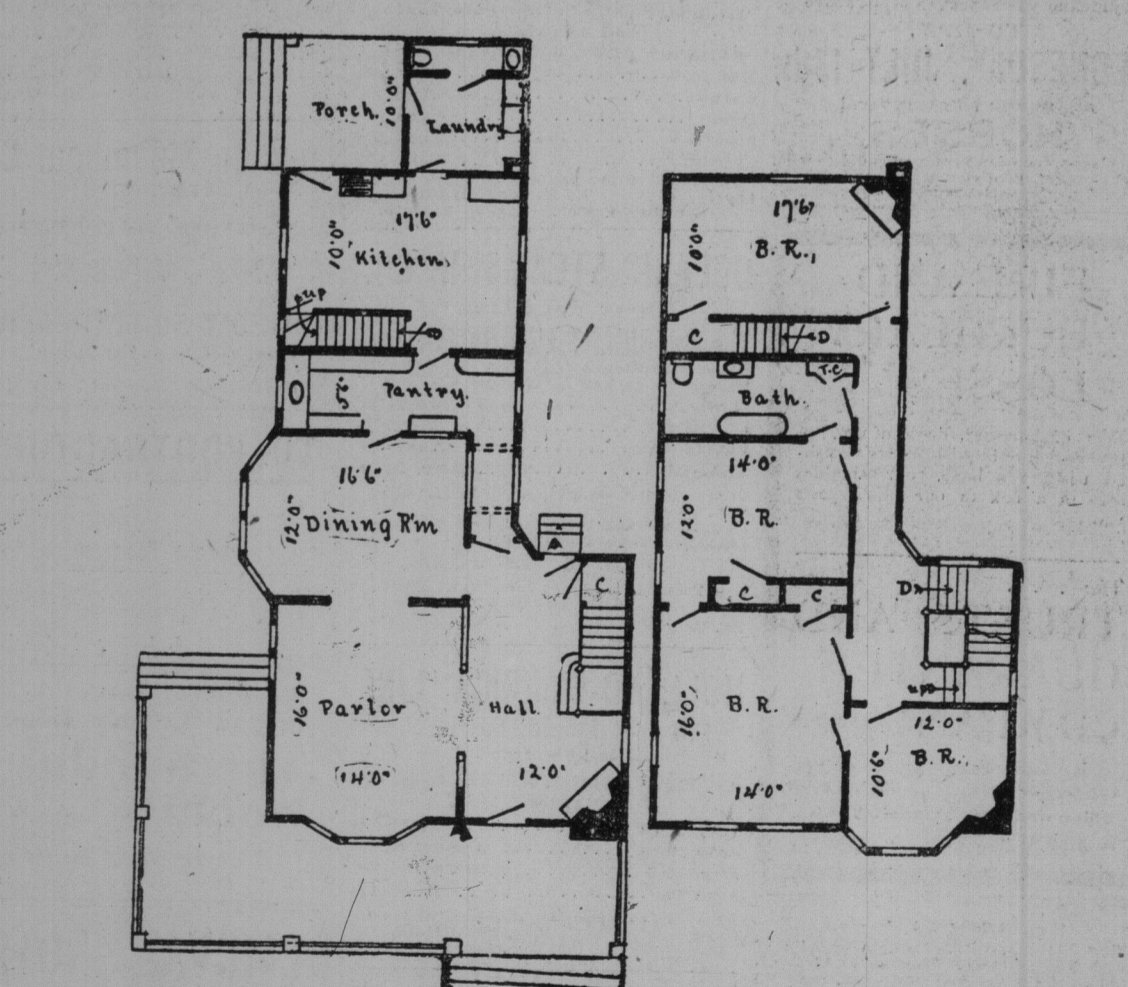 Porch.
10'.0"
Laundry
17'6"
10'.0"
Kitchen
up
D
Pantry.
16'6"
12'.0"
Dining R'm
C
16'.0"
Parlor
Hall
14'0"
12'0"
17'6"
10'.0"
B.R.
C
D
T.C
Bath.
14'0"
12'.0"
B.R.
C
C
Dn
16'.0"
B.R.
up
12'0"
B.R.
14'0"